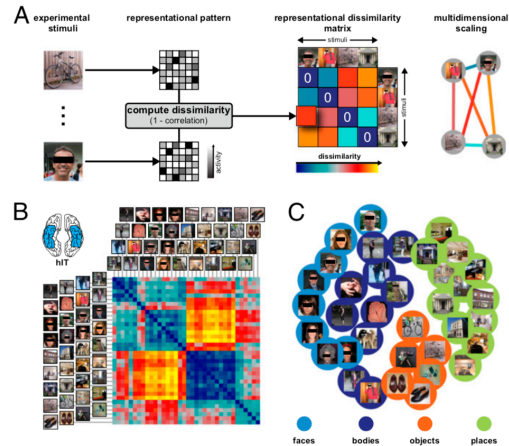 A
experimental
stimuli
representational pattern
representational dissimilarity
matrix
multidimensional
scaling
stimuli
compute dissimilarity
(1 - correlation)
activity
0
0
0
0
stimuli
dissimilarity
B
hIT
C
faces
bodies
objects
places